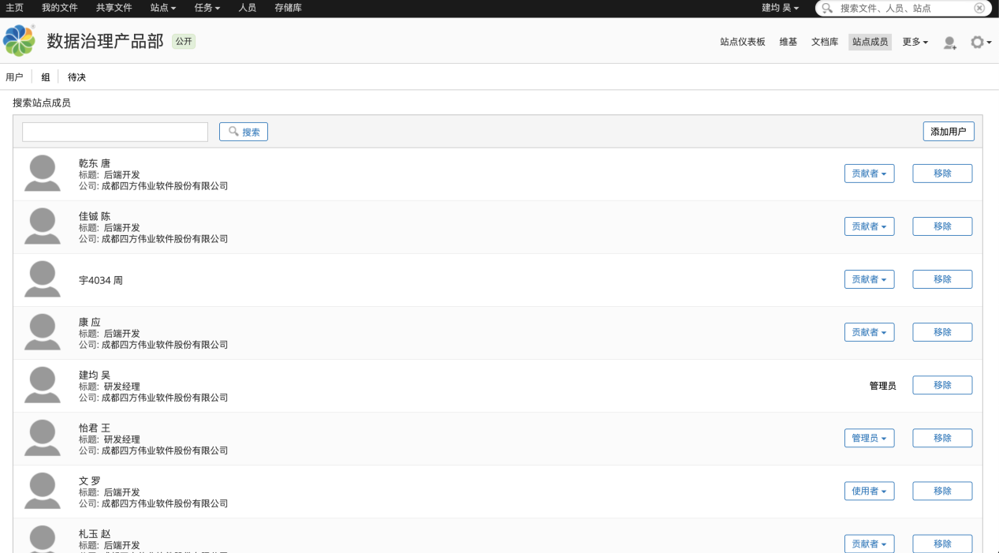 主页 我的文件 共享文件 站点 任务 人员 存储库 建均 吴 搜索文件、人员、站点
数据治理产品部 公开 站点仪表板 维基 文档库 站点成员 更多
用户 组 待决
搜索站点成员
搜索 添加用户
乾东 唐
标题: 后端开发
公司: 成都四方伟业软件股份有限公司
贡献者 移除
佳铖 陈
标题: 后端开发
公司: 成都四方伟业软件股份有限公司
贡献者 移除
宇4034 周
贡献者 移除
康 应
标题: 后端开发
公司: 成都四方伟业软件股份有限公司
贡献者 移除
建均 吴
标题: 研发经理
公司: 成都四方伟业软件股份有限公司
管理员 移除
怡君 王
标题: 研发经理
公司: 成都四方伟业软件股份有限公司
管理员 移除
文 罗
标题: 后端开发
公司: 成都四方伟业软件股份有限公司
使用者 移除
札玉 赵
标题: 后端开发
贡献者 移除